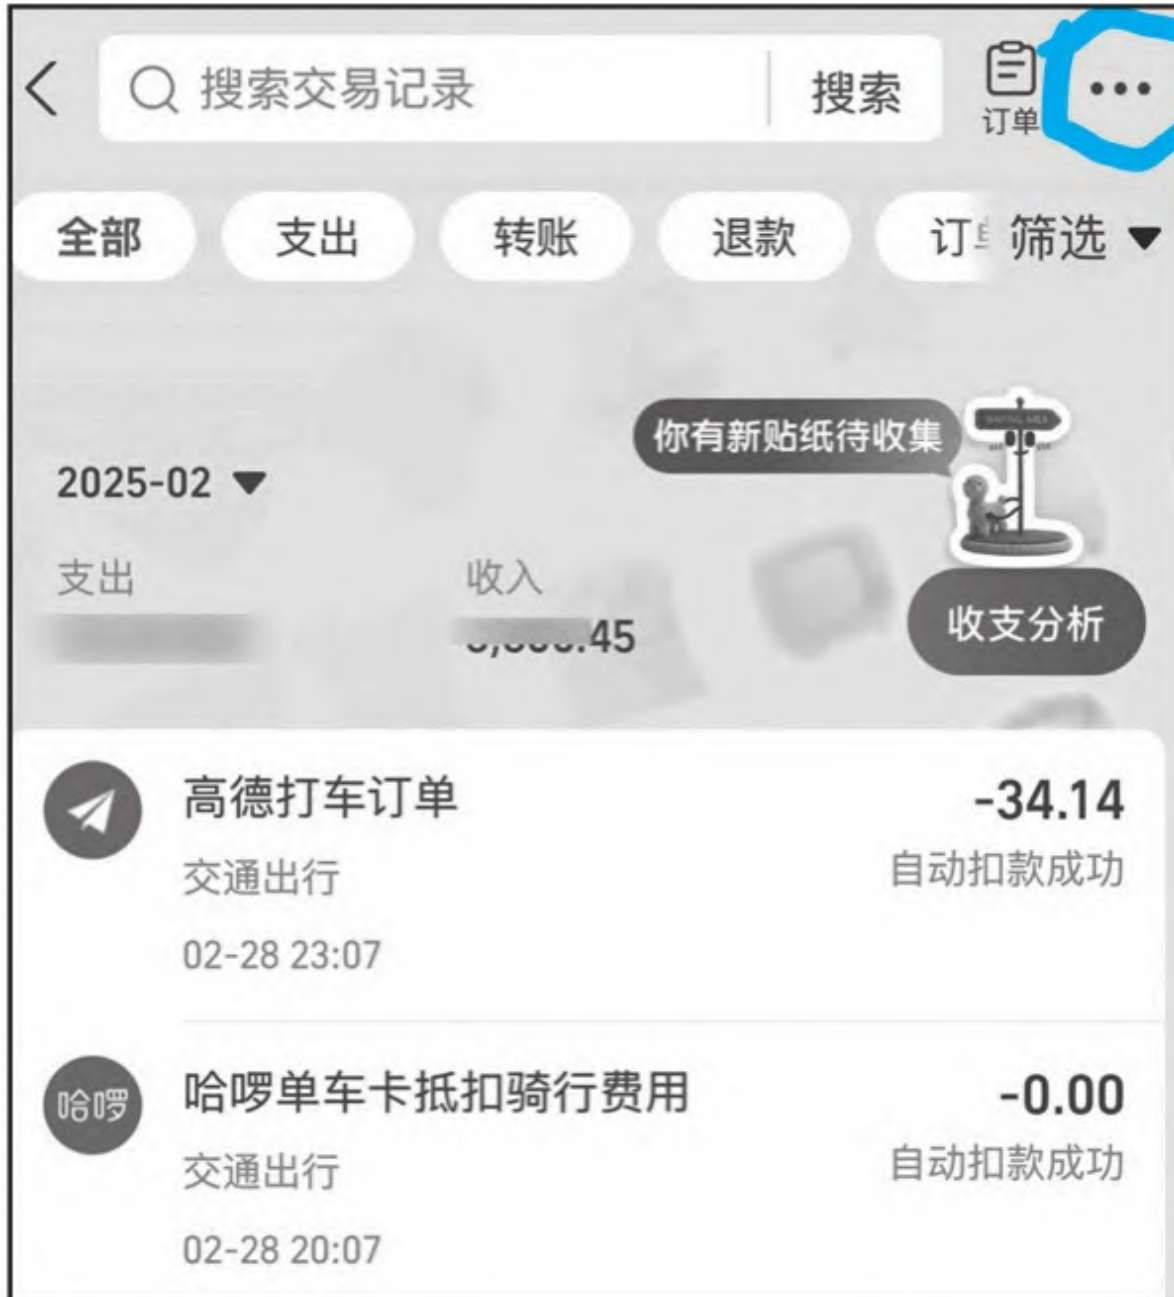 搜索交易记录 搜索 订单
全部 支出 转账 退款 订 筛选
你有新贴纸待收集
2025-02
支出 收入
.45
收支分析
高德打车订单 -34.14
交通出行 自动扣款成功
02-28 23:07
哈啰 哈啰单车卡抵扣骑行费用 -0.00
交通出行 自动扣款成功
02-28 20:07